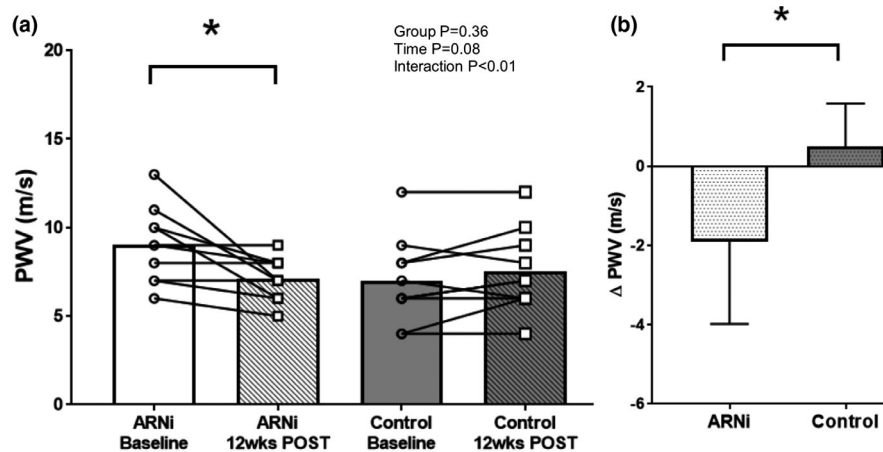 (a)
*
Group P=0.36
Time P=0.08
Interaction P<0.01
PWV (m/s)
20
15
10
5
0
ARNi
Baseline
ARNi
12wks POST
Control
Baseline
Control
12wks POST
(b)
*
Δ PWV (m/s)
2
0
-2
-4
-6
ARNi
Control